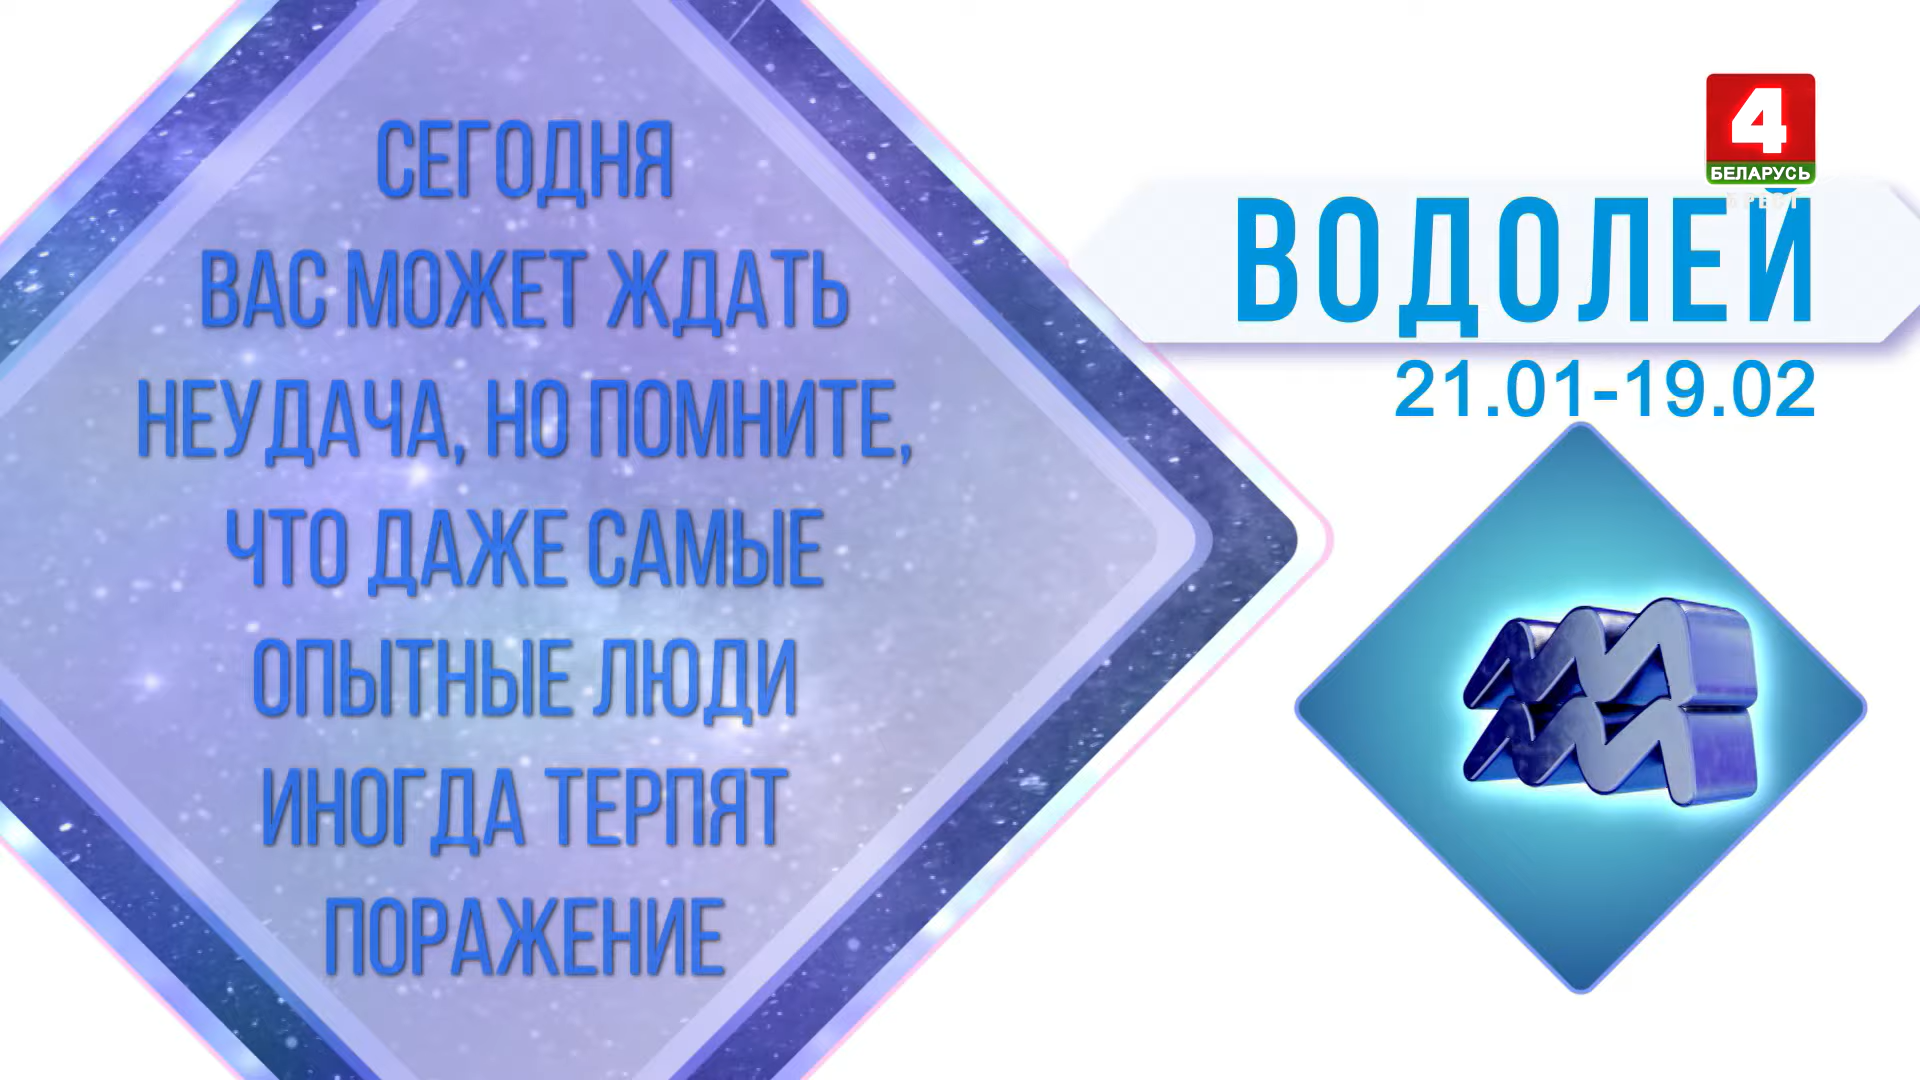 СЕГОДНЯ
ВАС МОЖЕТ ЖДАТЬ
НЕУДАЧА, НО ПОМНИТЕ,
ЧТО ДАЖЕ САМЫЕ
ОПЫТНЫЕ ЛЮДИ
ИНОГДА ТЕРПЯТ
ПОРАЖЕНИЕ
4
БЕЛАРУСЬ
ВОДОЛЕЙ
21.01-19.02